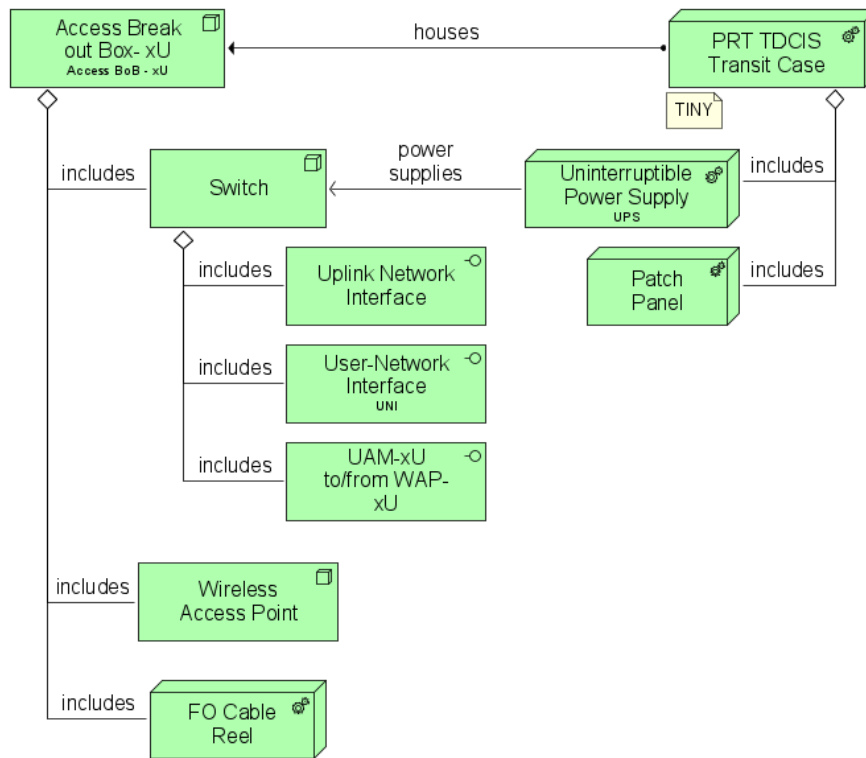 Access Break
out Box- xU
Access BoB - xU
houses
PRT TDCIS
Transit Case
TINY
includes
Switch
power
supplies
Uninterruptible
Power Supply
UPS
includes
includes
Uplink Network
Interface
Patch
Panel
includes
includes
User-Network
Interface
UNI
includes
UAM-xU
to/from WAP-
xU
includes
Wireless
Access Point
includes
FO Cable
Reel